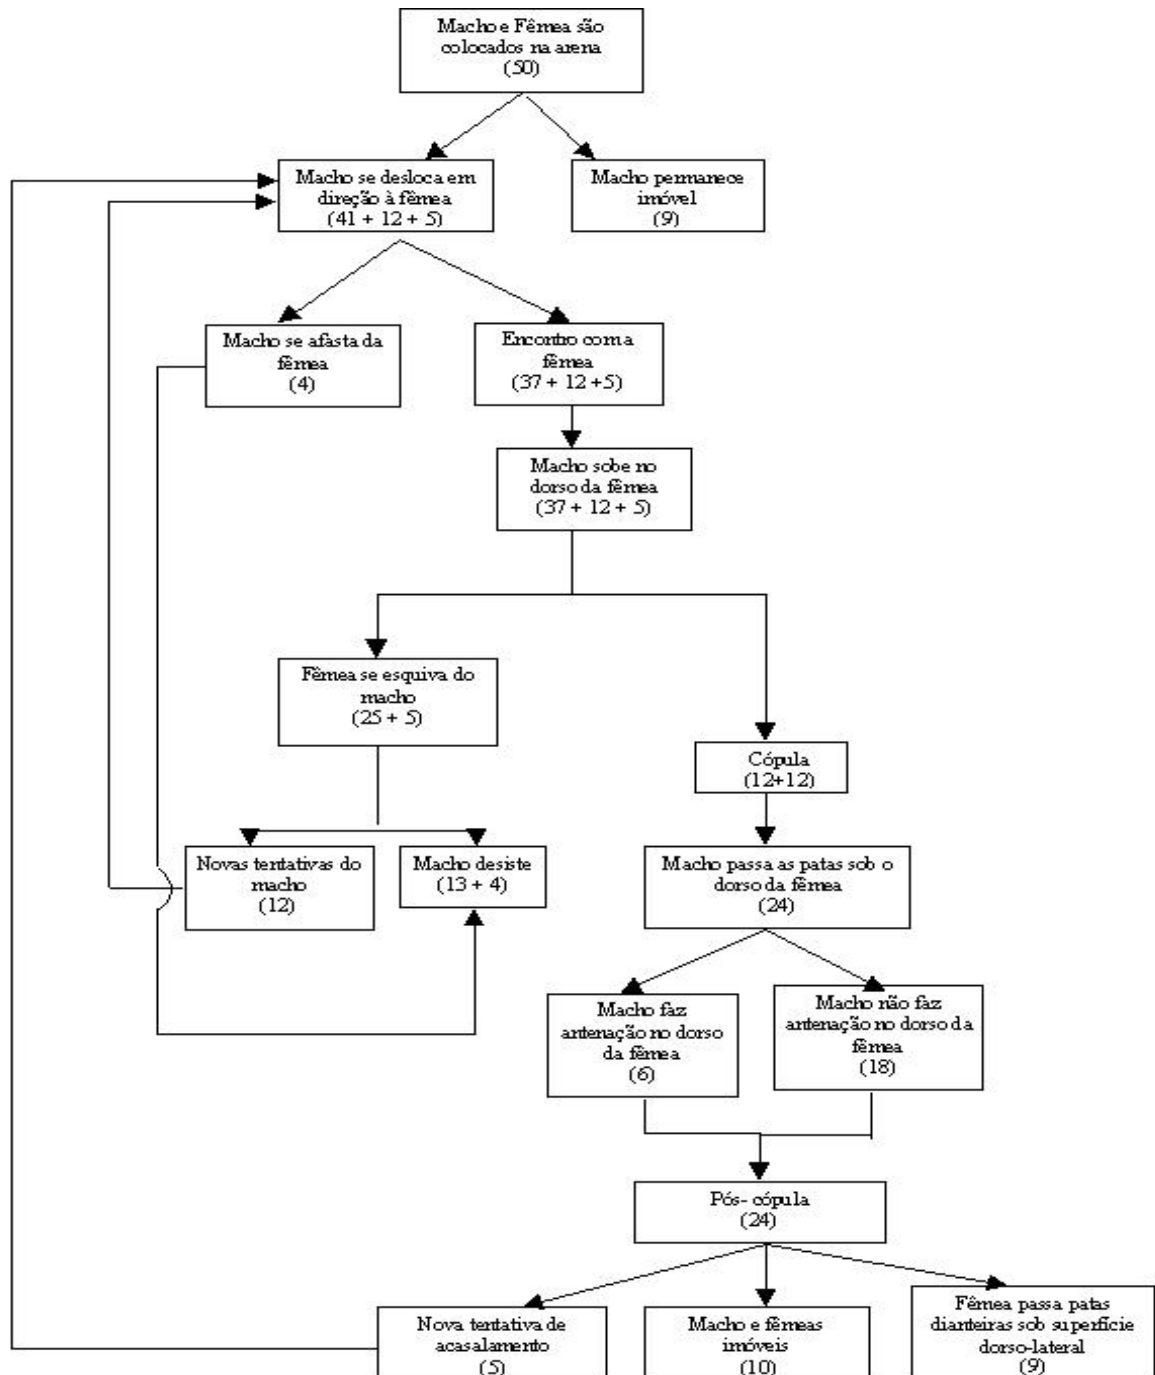 Macho e Fêmea são
colocados na arena
(50)
Macho se desloca em
direção à fêmea
(41 + 12 + 5)
Macho permanece
imóvel
(9)
Macho se afasta da
fêmea
(4)
Encontro com a
fêmea
(37 + 12 +5)
Macho sobe no
dorso da fêmea
(37 + 12 + 5)
Fêmea se esquiva do
macho
(25 + 5)
Cópula
(12+12)
Novas tentativas do
macho
(12)
Macho desiste
(13 + 4)
Macho passa as patas sob o
dorso da fêmea
(24)
Macho faz
antenação no dorso
da fêmea
(6)
Macho não faz
antenação no dorso da
fêmea
(18)
Pós- cópula
(24)
Nova tentativa de
acasalamento
(5)
Macho e fêmeas
imóveis
(10)
Fêmea passa patas
dianteiras sob superfície
dorso-lateral
(9)